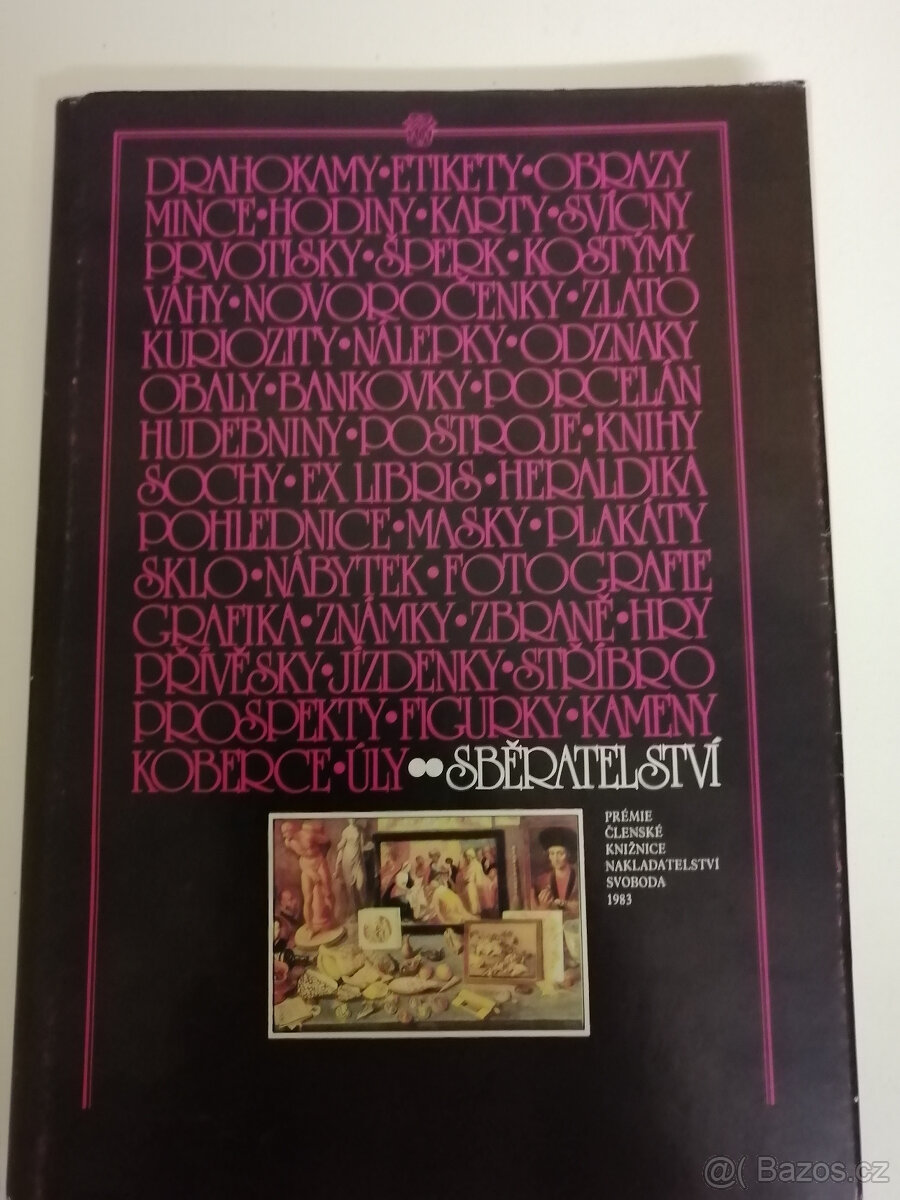 DRAHOKAMY•ETIKETY•OBRAZY
MINCE•HODINY•KARTY•SVÍCNY
PRVOTISKY•ŠPERK•KOSTÝMY
VÁHY•NOVOROČENKY•ZLATO
KURIOZITY•NÁLEPKY•ODZNAKY
OBALY•BANKOVKY•PORCELÁN
HUDEBNINY•POSTROJE•KNIHY
SOCHY•EX LIBRIS•HERALDIKA
POHLEDNICE•MASKY•PLAKÁTY
SKLO•NÁBYTEK•FOTOGRAFIE
GRAFIKA•ZNÁMKY•ZBRANĚ•HRY
PŘÍVĚSKY•JÍZDENKY•STŘÍBRO
PROSPEKTY•FIGURKY•KAMENY
KOBERCE•ÚLY●●SBĚRATELSTVÍ
PRÉMIE
ČLENSKÉ
KNIŽNICE
NAKLADATELSTVÍ
SVOBODA
1983
@( Bazos.cz